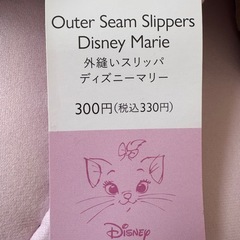 Outer Seam Slippers
Disney Marie
外縫いスリッパ
ディズニーマリー
300円(税込330円)
DISNEY